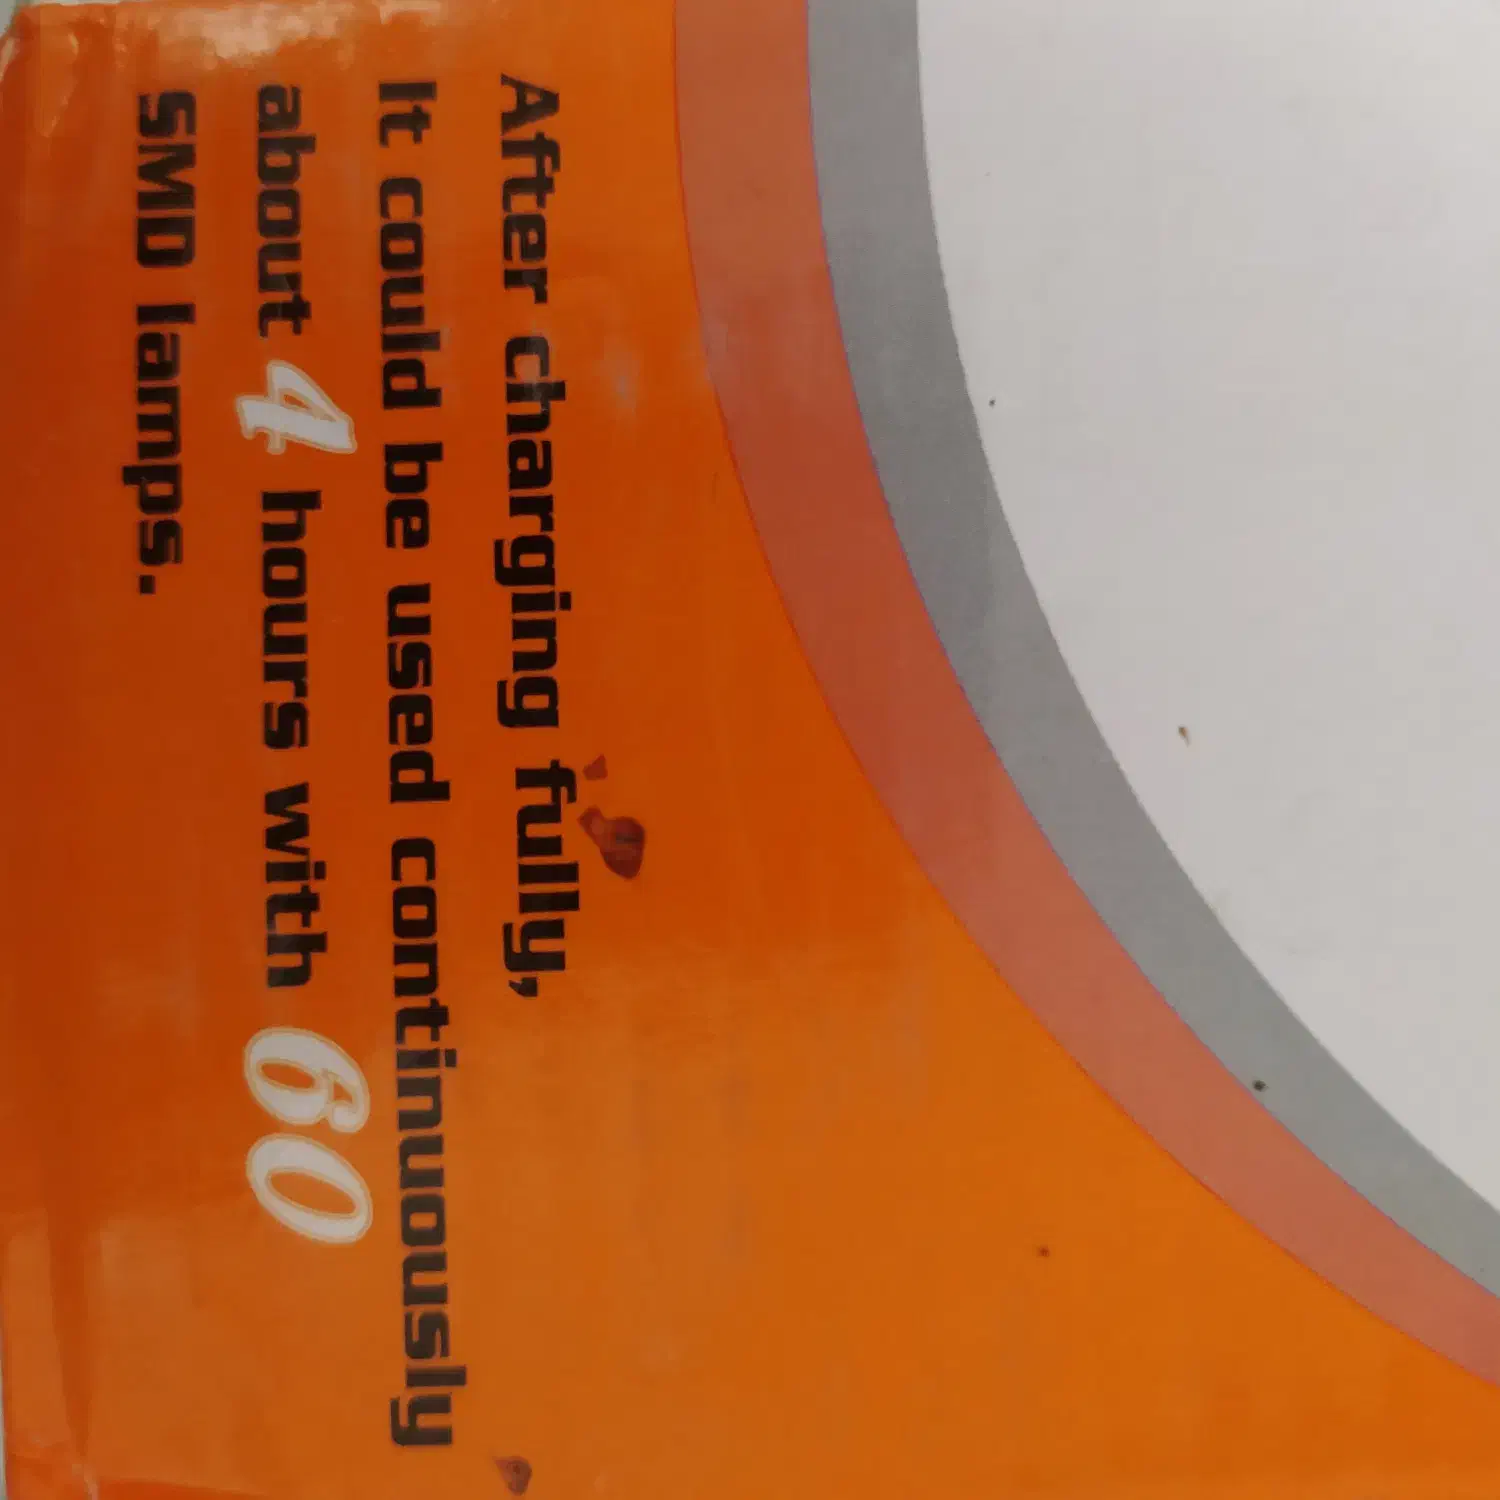 After charging fully,
It could be used continuously
about 4 hours with 60
SMD lamps.